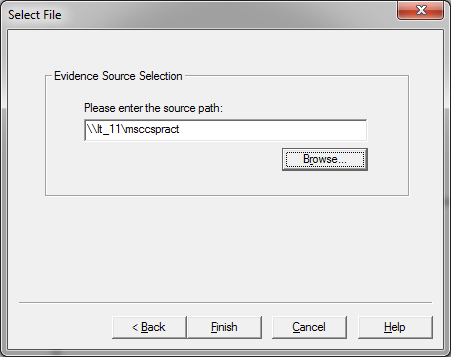 Select File
Evidence Source Selection
Please enter the source path:
\\lt_11\msccspract
Browse...
< Back
Finish
Cancel
Help